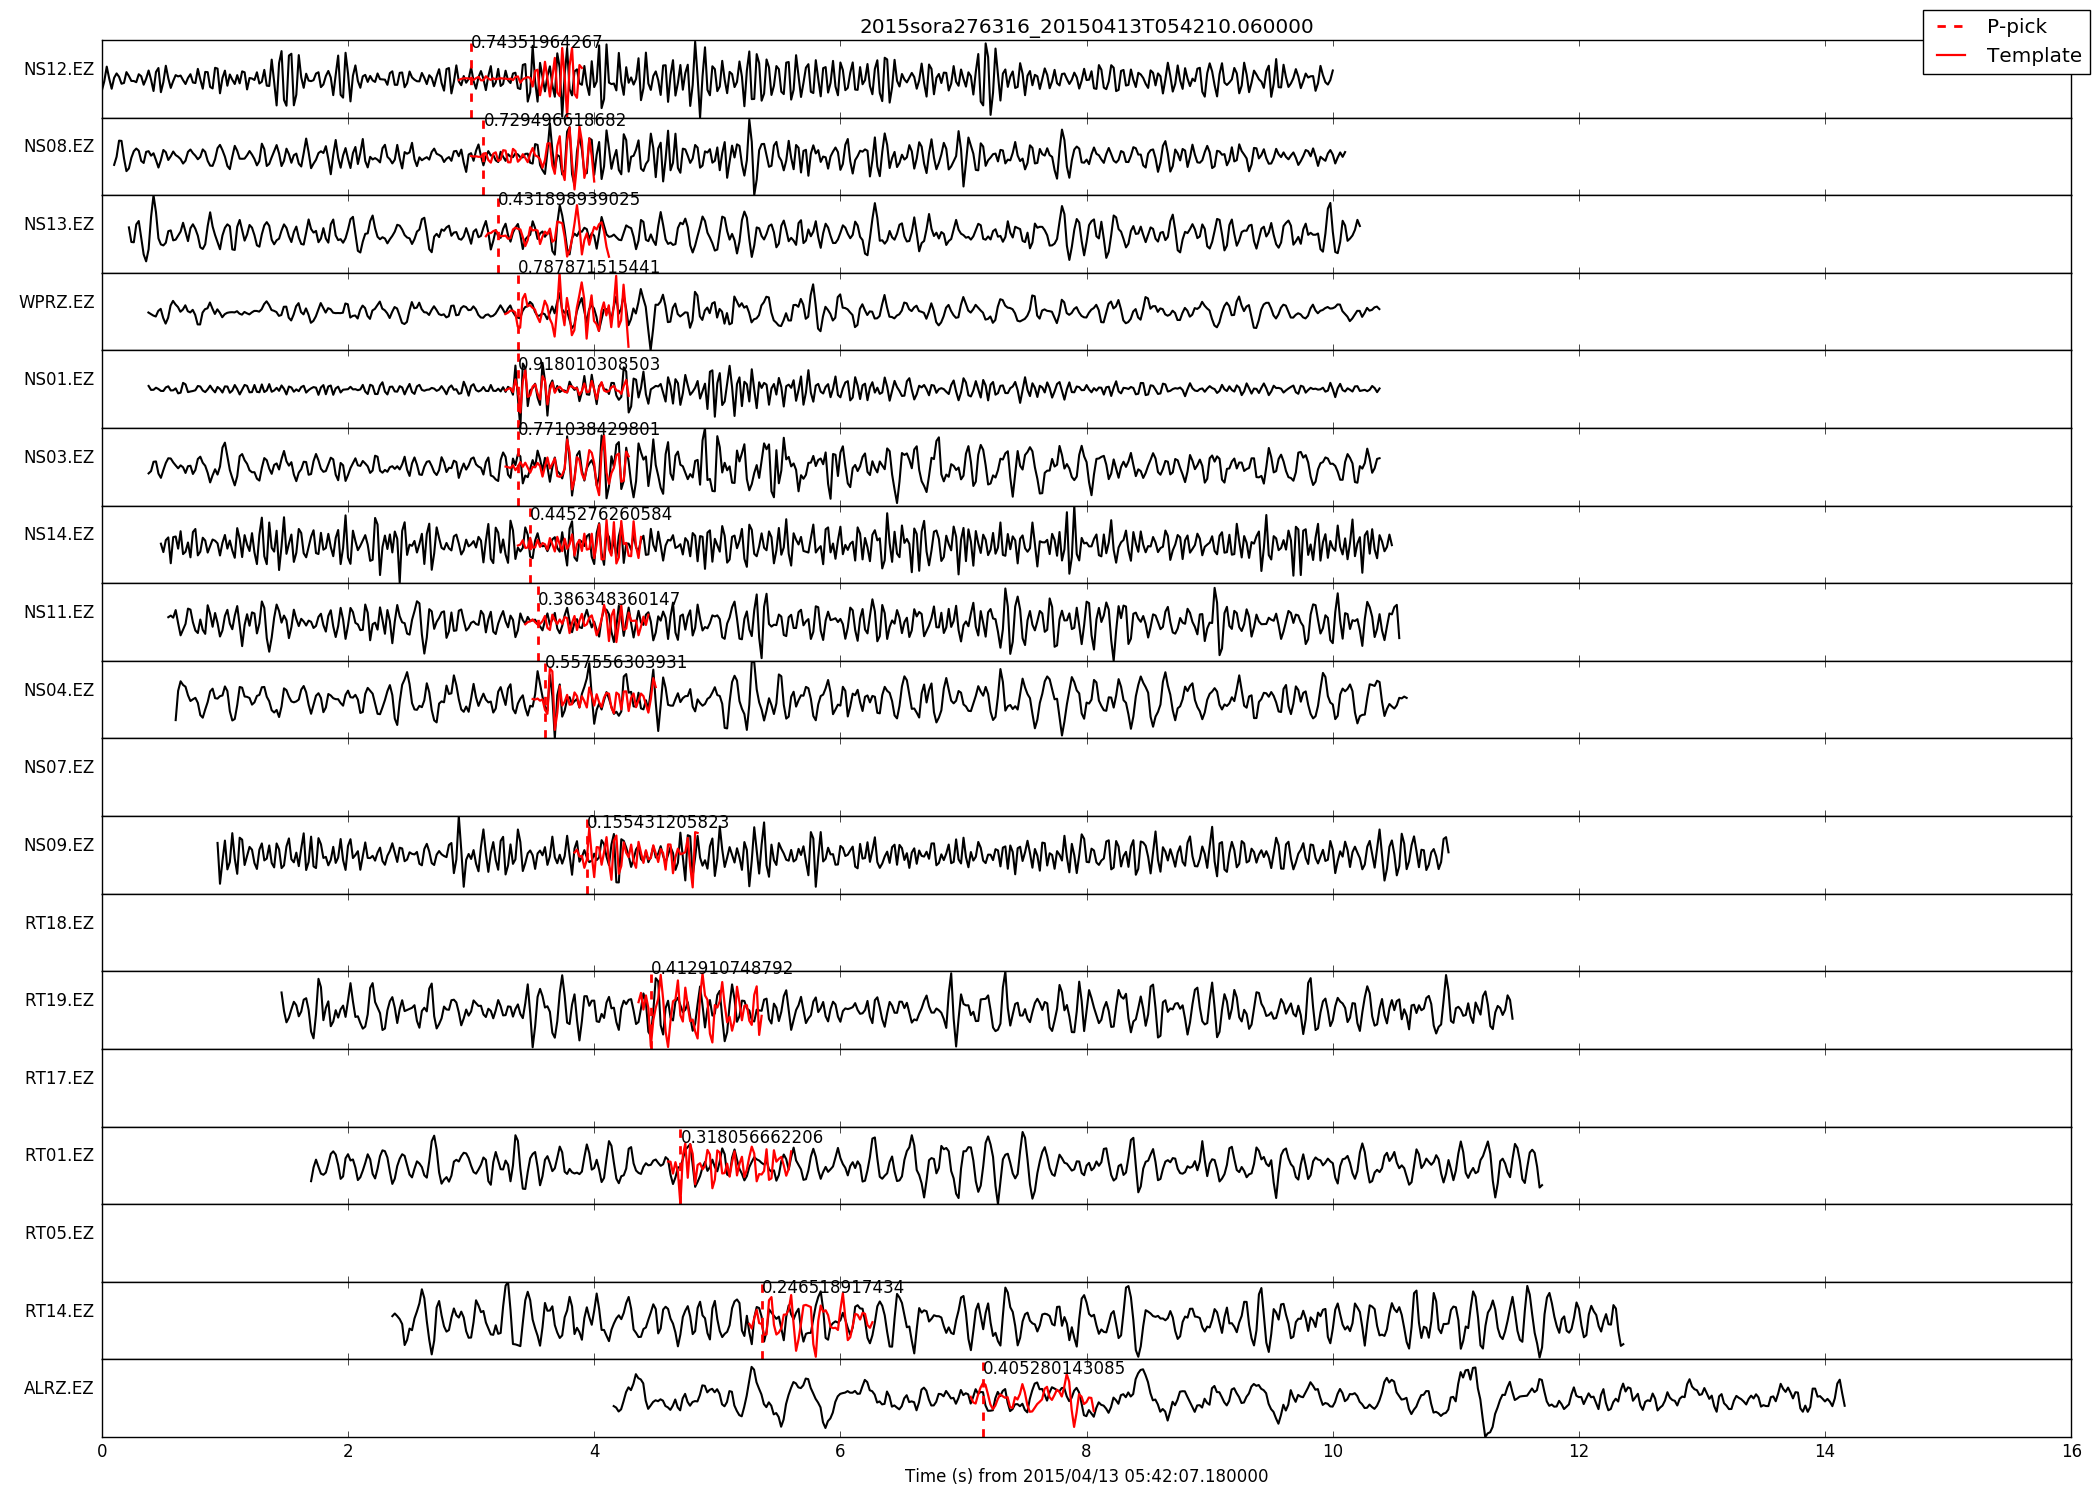 2015sora276316_20150413T054210.060000
P-pick
Template
NS12.EZ
0.74351964267
NS08.EZ
0.729496618682
NS13.EZ
0.431898939025
WPRZ.EZ
0.787871515441
NS01.EZ
0.918010308503
NS03.EZ
0.771038429801
NS14.EZ
0.445276260584
NS11.EZ
0.386348360147
NS04.EZ
0.557556303931
NS07.EZ
NS09.EZ
0.155431205823
RT18.EZ
RT19.EZ
0.412910748792
RT17.EZ
RT01.EZ
0.318056662206
RT05.EZ
RT14.EZ
0.246518917434
ALRZ.EZ
0.405280143085
0 2 4 6 8 10 12 14 16
Time (s) from 2015/04/13 05:42:07.180000